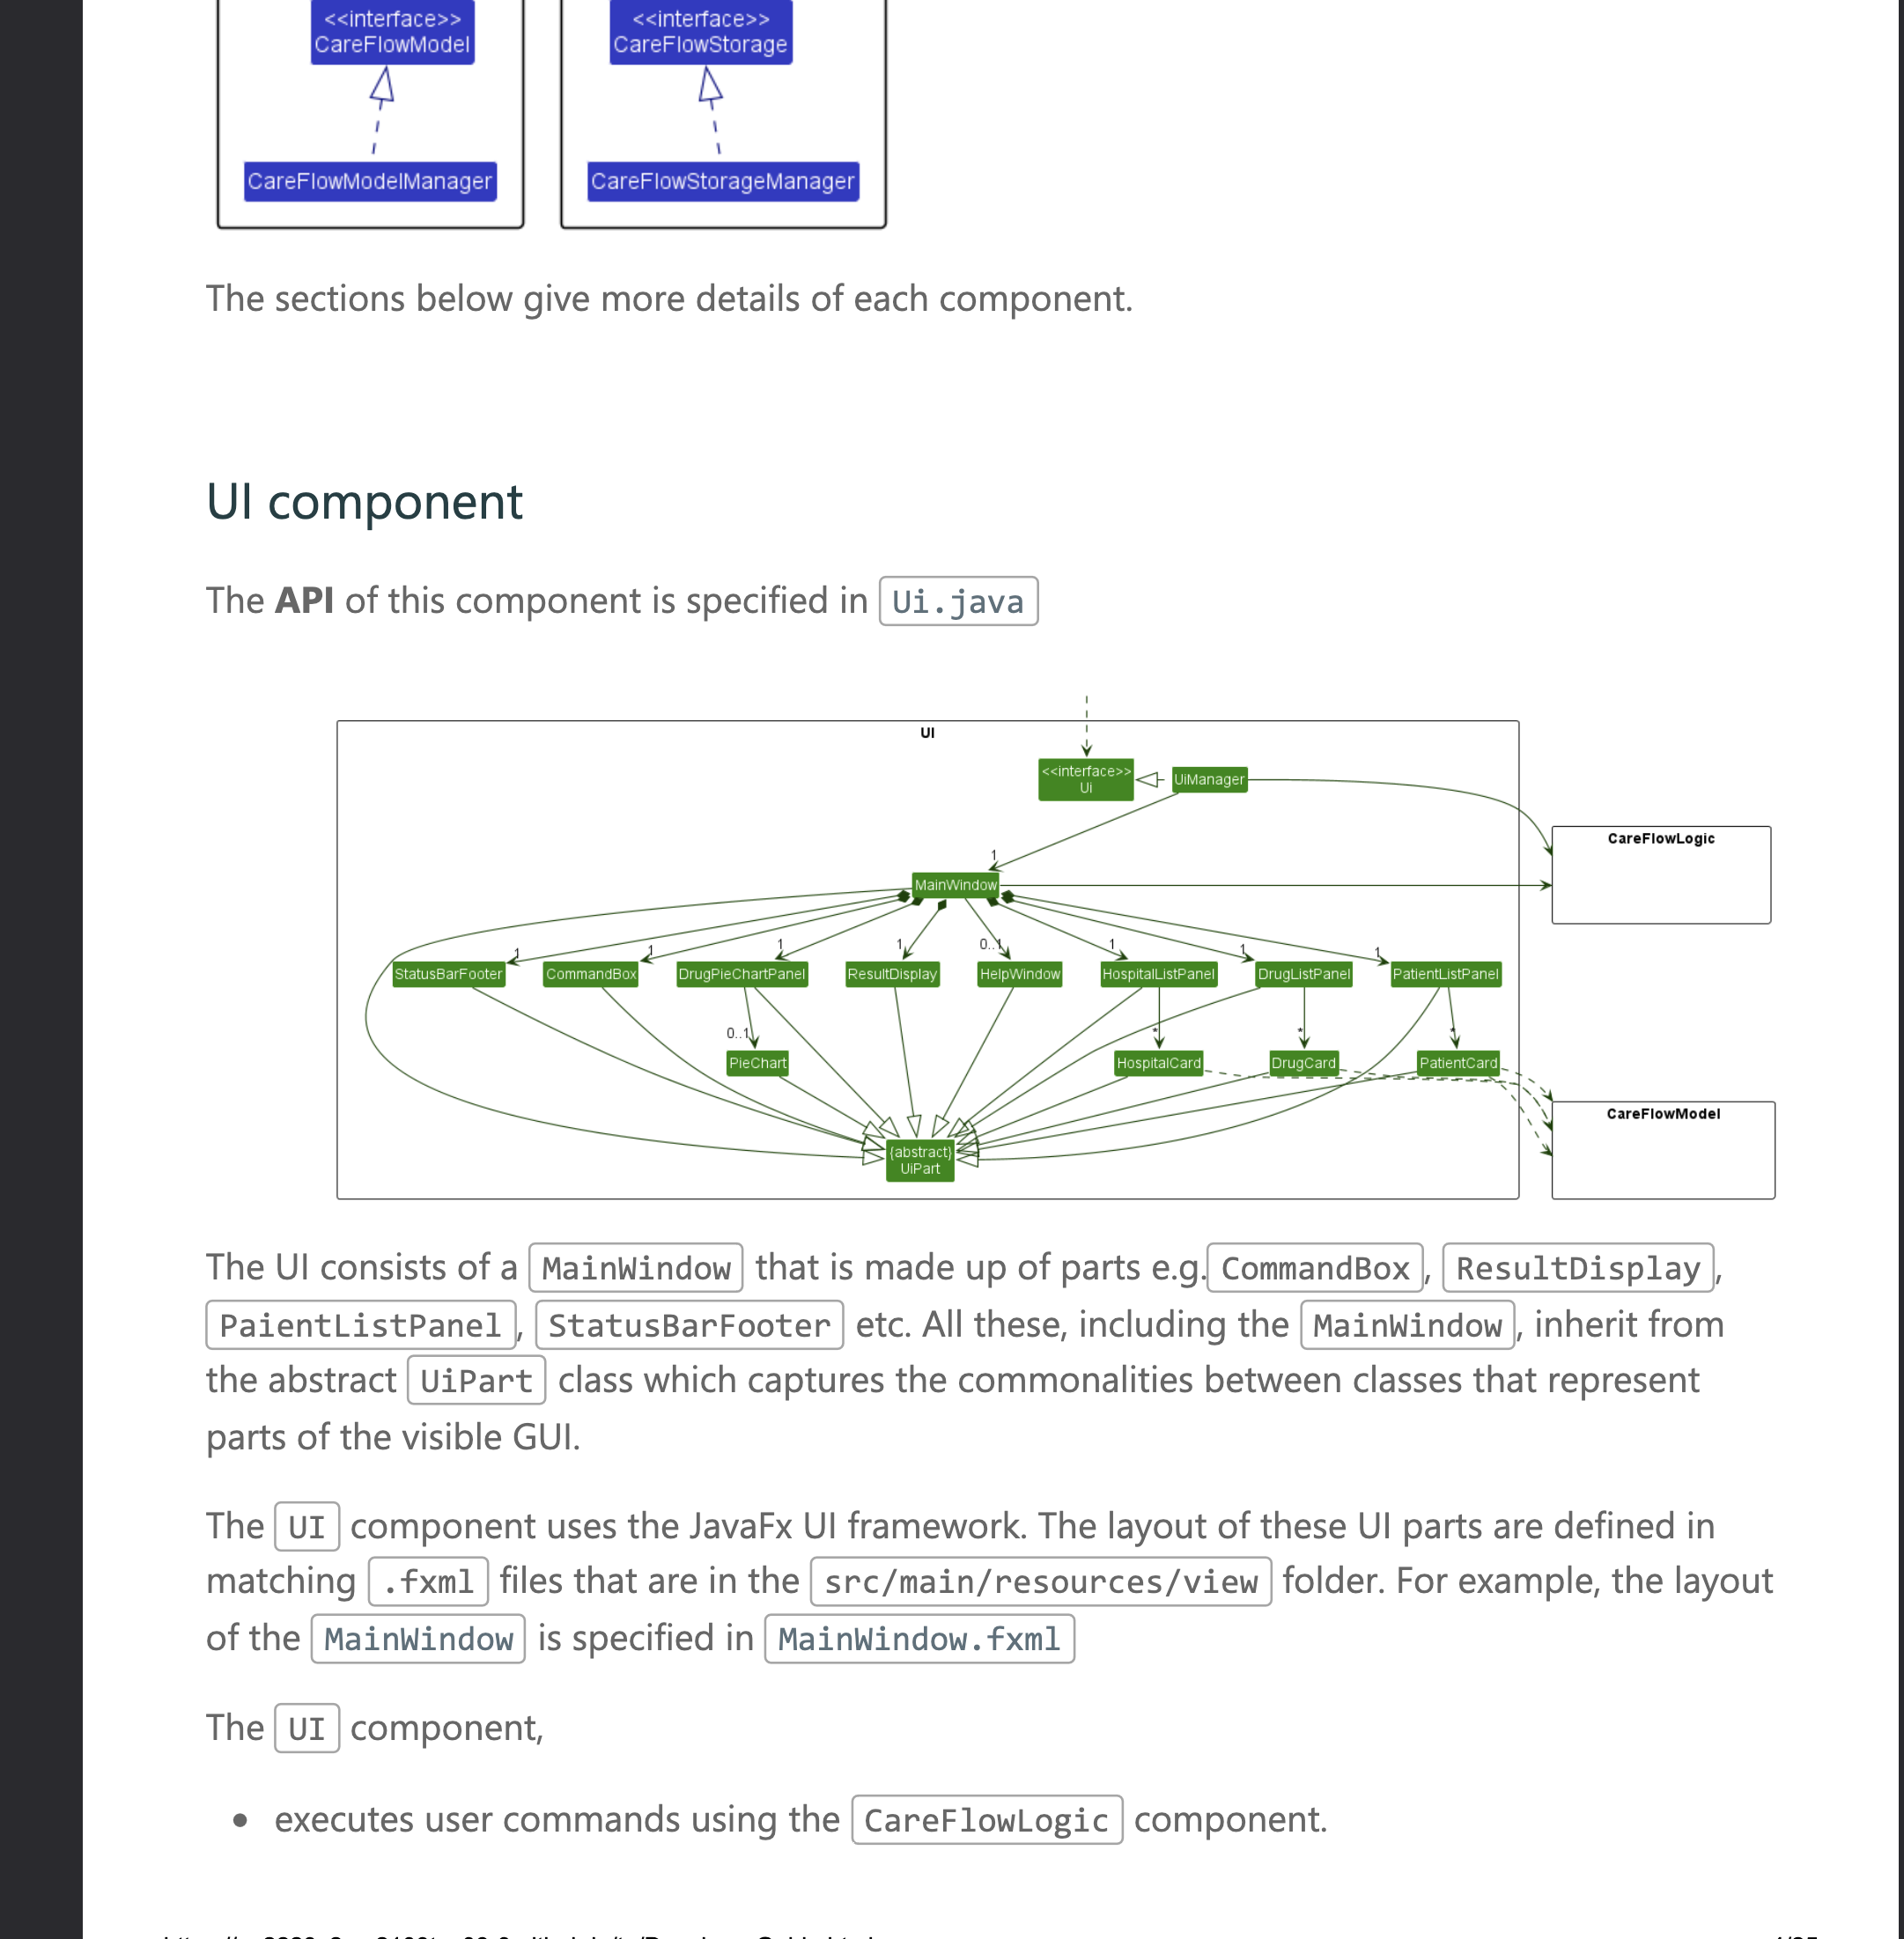 <<interface>>
CareFlowModel
<<interface>>
CareFlowStorage
CareFlowModelManager
CareFlowStorageManager
The sections below give more details of each component.
UI component
The API of this component is specified in Ui.java
UI
<<interface>>
Ui
UiManager
CareFlowLogic
1
MainWindow
1
1
1
1
0..1
1
1
1
StatusBarFooter
CommandBox
DrugPieChartPanel
ResultDisplay
HelpWindow
HospitalListPanel
DrugListPanel
PatientListPanel
0..1
*
*
*
PieChart
HospitalCard
DrugCard
PatientCard
CareFlowModel
{abstract}
UiPart
The UI consists of a MainWindow that is made up of parts e.g. CommandBox, ResultDisplay,
PaientListPanel, StatusBarFooter etc. All these, including the MainWindow, inherit from
the abstract UiPart class which captures the commonalities between classes that represent
parts of the visible GUI.
The UI component uses the JavaFx UI framework. The layout of these UI parts are defined in
matching .fxml files that are in the src/main/resources/view folder. For example, the layout
of the MainWindow is specified in MainWindow.fxml
The UI component,
• executes user commands using the CareFlowLogic component.